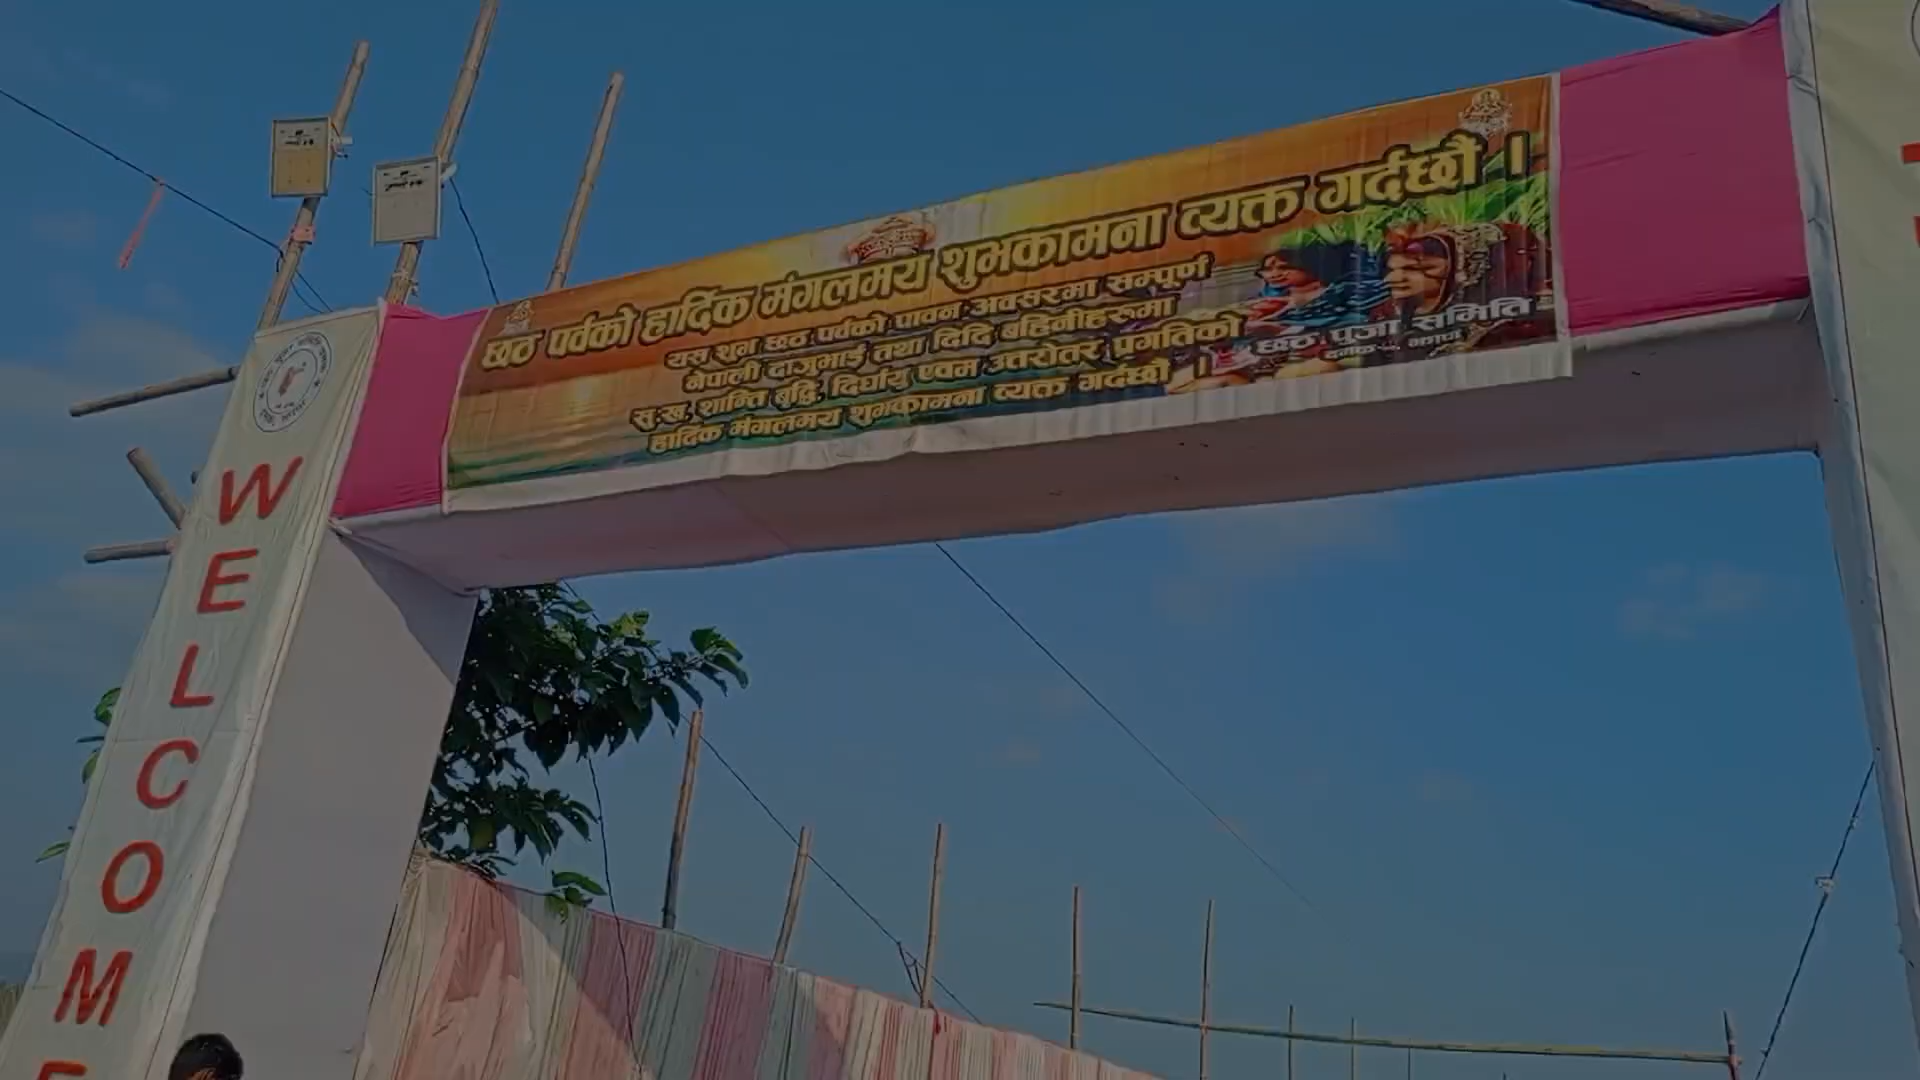 छठ पर्वको हार्दिक मंगलमय शुभकामना व्यक्त गर्दछौं ।
यस शुभ छठ पर्वको पावन अवसरमा सम्पूर्ण
नेपाली दाजुभाई तथा दिदि बहिनीहरुमा
सुःख, शान्ति बृद्धि, दिर्घायु एवम उत्तरोतर प्रगतिको
हार्दिक मंगलमय शुभकामना व्यक्त गर्दछौं ।
छठ पुजा समिति
दमक झापा
WELCOME